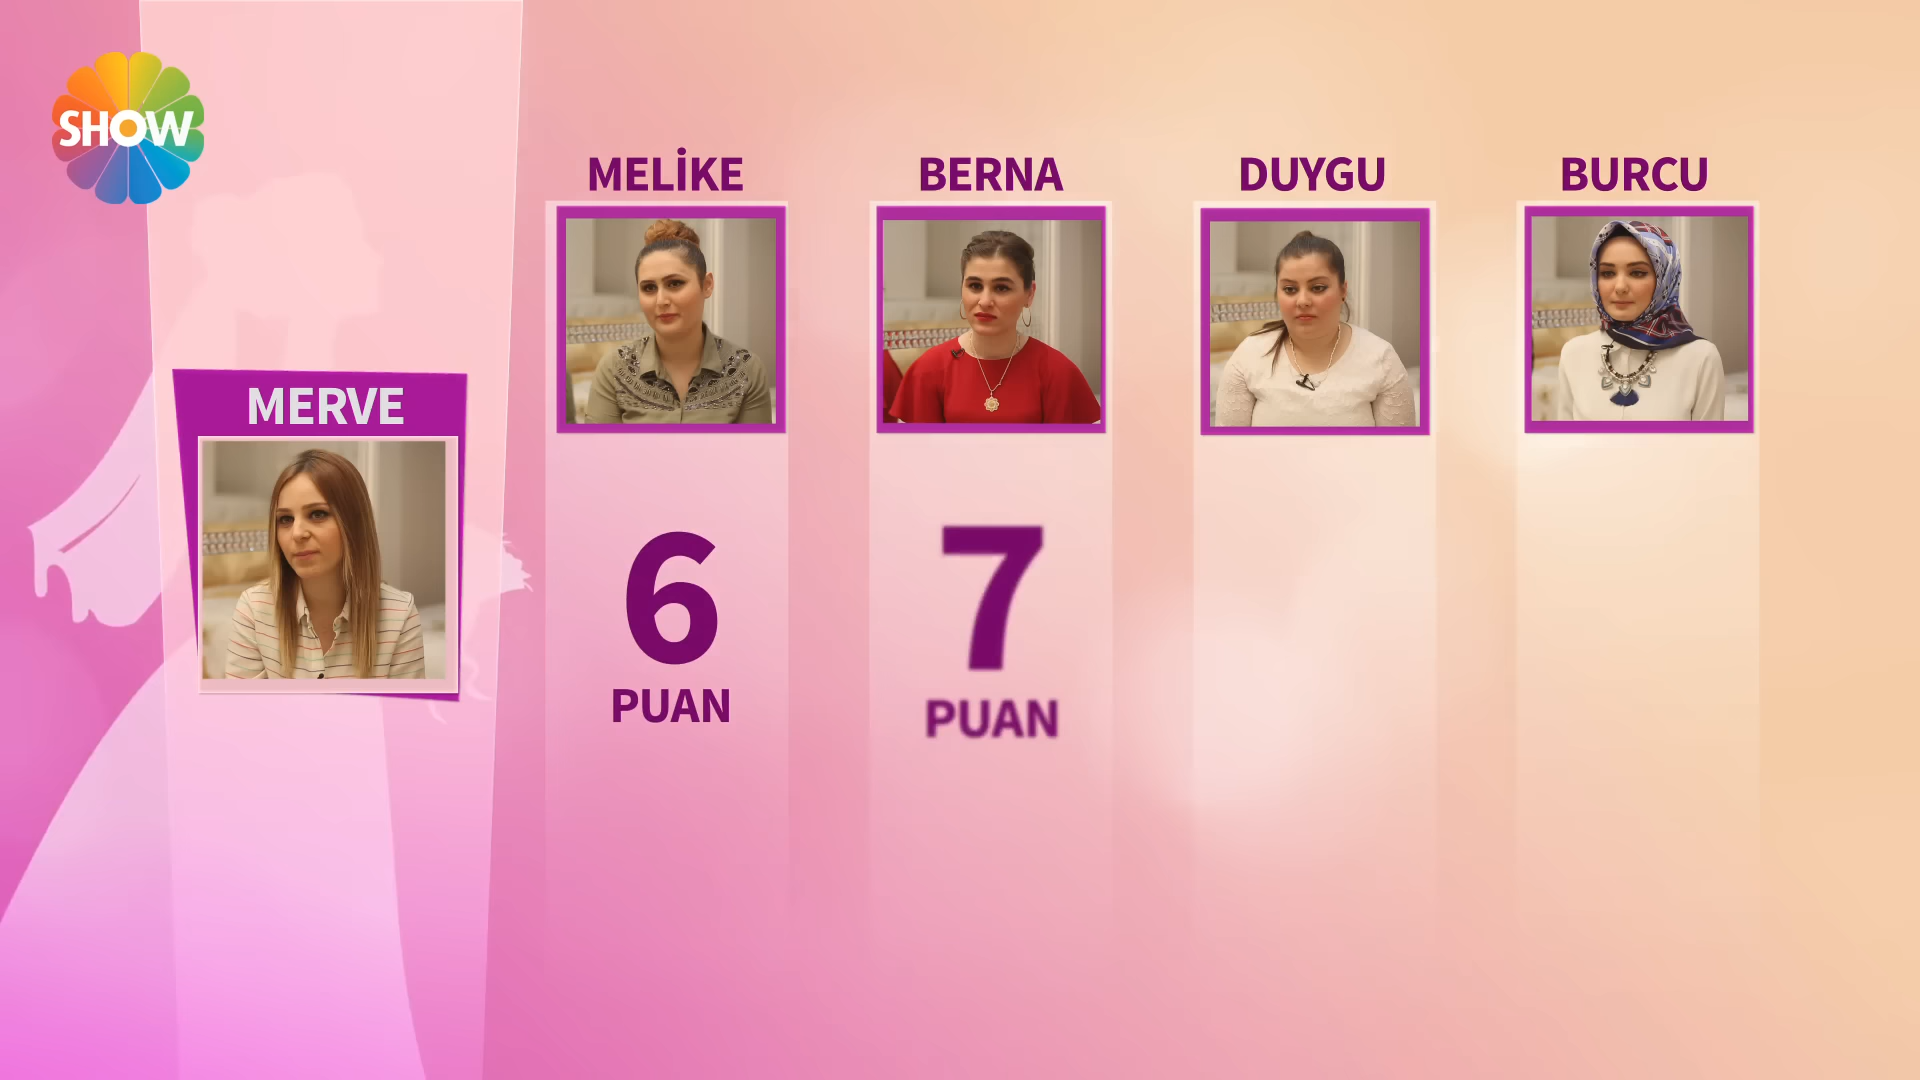 SHOW
MELİKE
BERNA
DUYGU
BURCU
MERVE
6
PUAN
7
PUAN